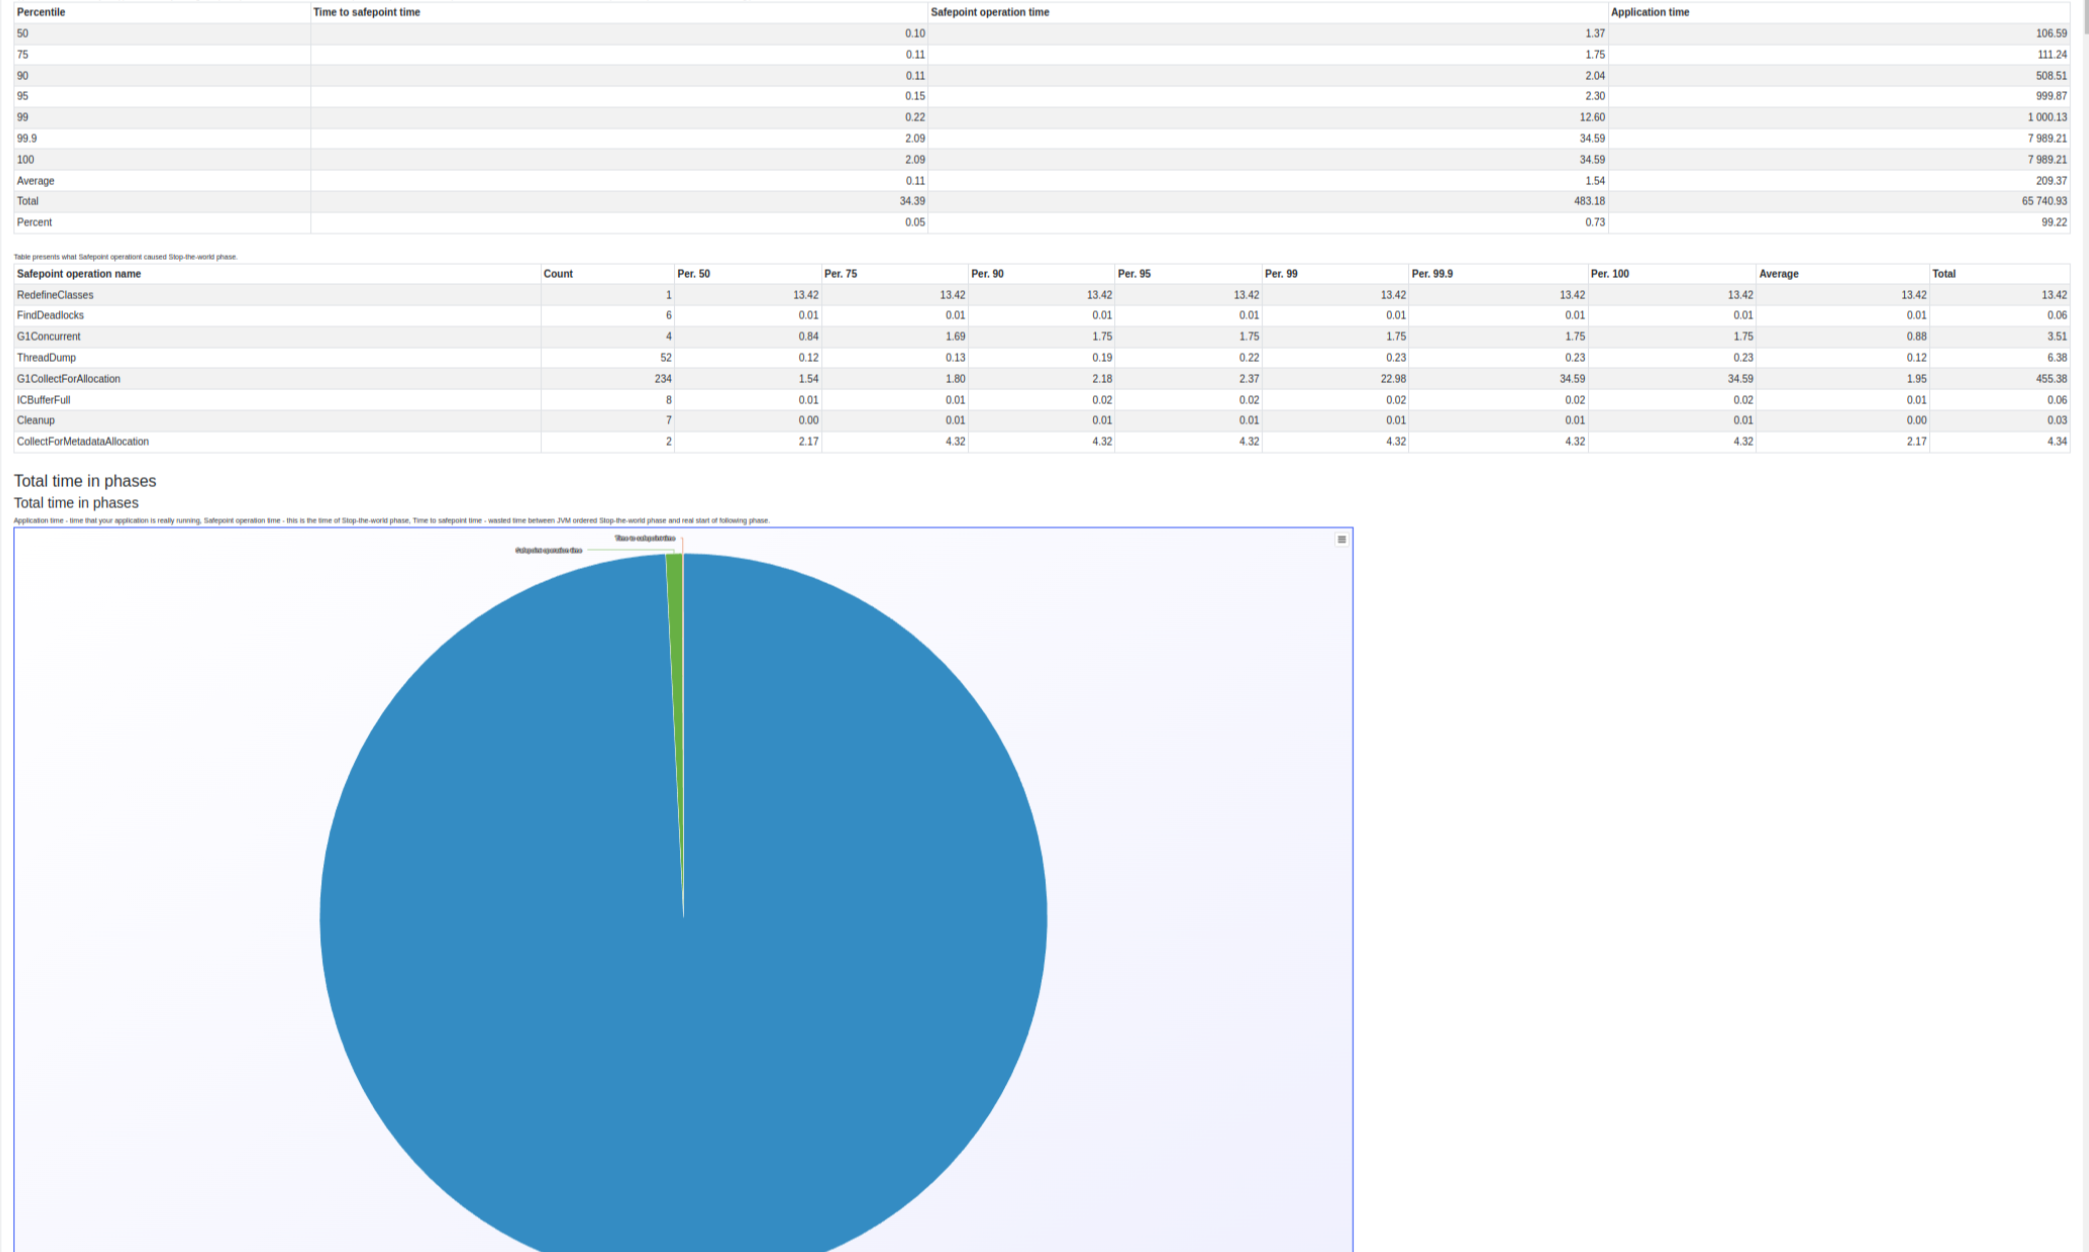 Percentile Time to safepoint time Safepoint operation time Application time
50 0.10 1.37 106.59
75 0.11 1.75 111.24
90 0.11 2.04 508.51
95 0.15 2.30 999.87
99 0.22 12.60 1 000.13
99.9 2.09 34.59 7 989.21
100 2.09 34.59 7 989.21
Average 0.11 1.54 209.37
Total 34.39 483.18 65 740.93
Percent 0.05 0.73 99.22
Table presents what Safepoint operationt caused Stop-the-world phase.
Safepoint operation name Count Per. 50 Per. 75 Per. 90 Per. 95 Per. 99 Per. 99.9 Per. 100 Average Total
RedefineClasses 1 13.42 13.42 13.42 13.42 13.42 13.42 13.42 13.42 13.42
FindDeadlocks 6 0.01 0.01 0.01 0.01 0.01 0.01 0.01 0.01 0.06
G1Concurrent 4 0.84 1.69 1.75 1.75 1.75 1.75 1.75 0.88 3.51
ThreadDump 52 0.12 0.13 0.19 0.22 0.23 0.23 0.23 0.12 6.38
G1CollectForAllocation 234 1.54 1.80 2.18 2.37 22.98 34.59 34.59 1.95 455.38
ICBufferFull 8 0.01 0.01 0.02 0.02 0.02 0.02 0.02 0.01 0.06
Cleanup 7 0.00 0.01 0.01 0.01 0.01 0.01 0.01 0.00 0.03
CollectForMetadataAllocation 2 2.17 4.32 4.32 4.32 4.32 4.32 4.32 2.17 4.34
Total time in phases
Total time in phases
Application time - time that your application is really running, Safepoint operation time - this is the time of Stop-the-world phase, Time to safepoint time - wasted time between JVM ordered Stop-the-world phase and real start of following phase.
Time to safepoint time
Safepoint operation time